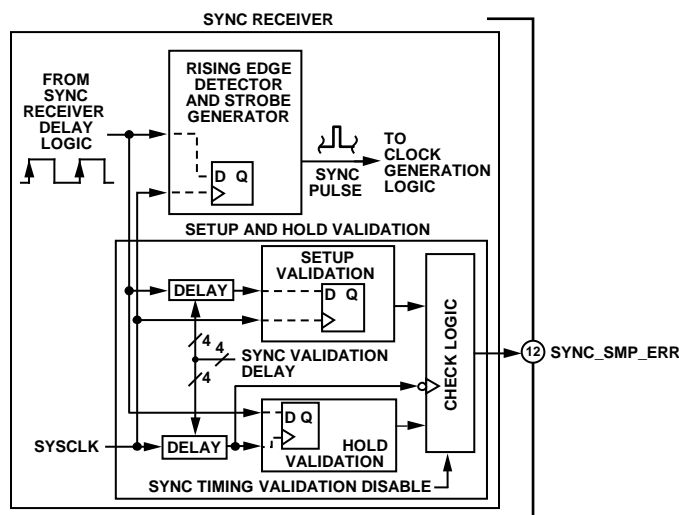 SYNC RECEIVER
FROM
SYNC
RECEIVER
DELAY
LOGIC
RISING EDGE
DETECTOR
AND STROBE
GENERATOR
D Q
SYNC
PULSE
TO
CLOCK
GENERATION
LOGIC
SETUP AND HOLD VALIDATION
SETUP
VALIDATION
DELAY
D Q
4
4
4
SYNC VALIDATION
DELAY
CHECK LOGIC
12 SYNC_SMP_ERR
D Q
SYSCLK
DELAY
HOLD
VALIDATION
SYNC TIMING VALIDATION DISABLE